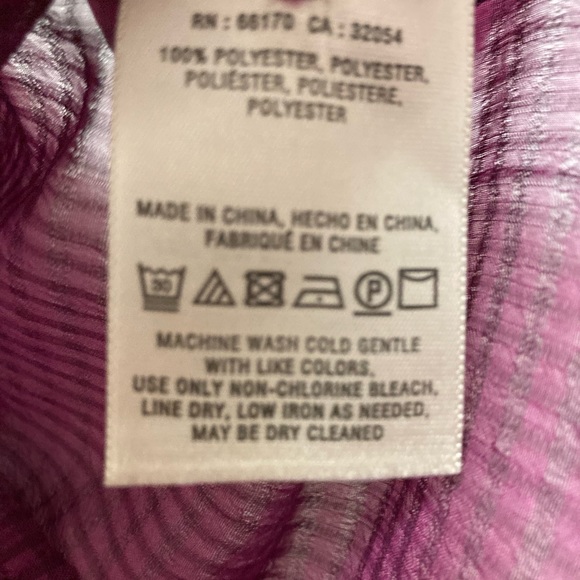 RN : 66170 CA : 32054
100% POLYESTER, POLYESTER,
POLIÉSTER, POLIESTERE,
POLYESTER
MADE IN CHINA, HECHO EN CHINA,
FABRIQUÉ EN CHINE
30 P
MACHINE WASH COLD GENTLE
WITH LIKE COLORS,
USE ONLY NON-CHLORINE BLEACH,
LINE DRY, LOW IRON AS NEEDED,
MAY BE DRY CLEANED